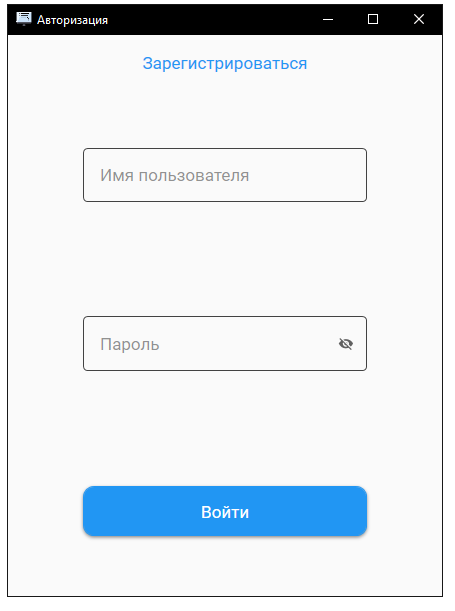 Авторизация
Зарегистрироваться
Имя пользователя
Пароль
Войти